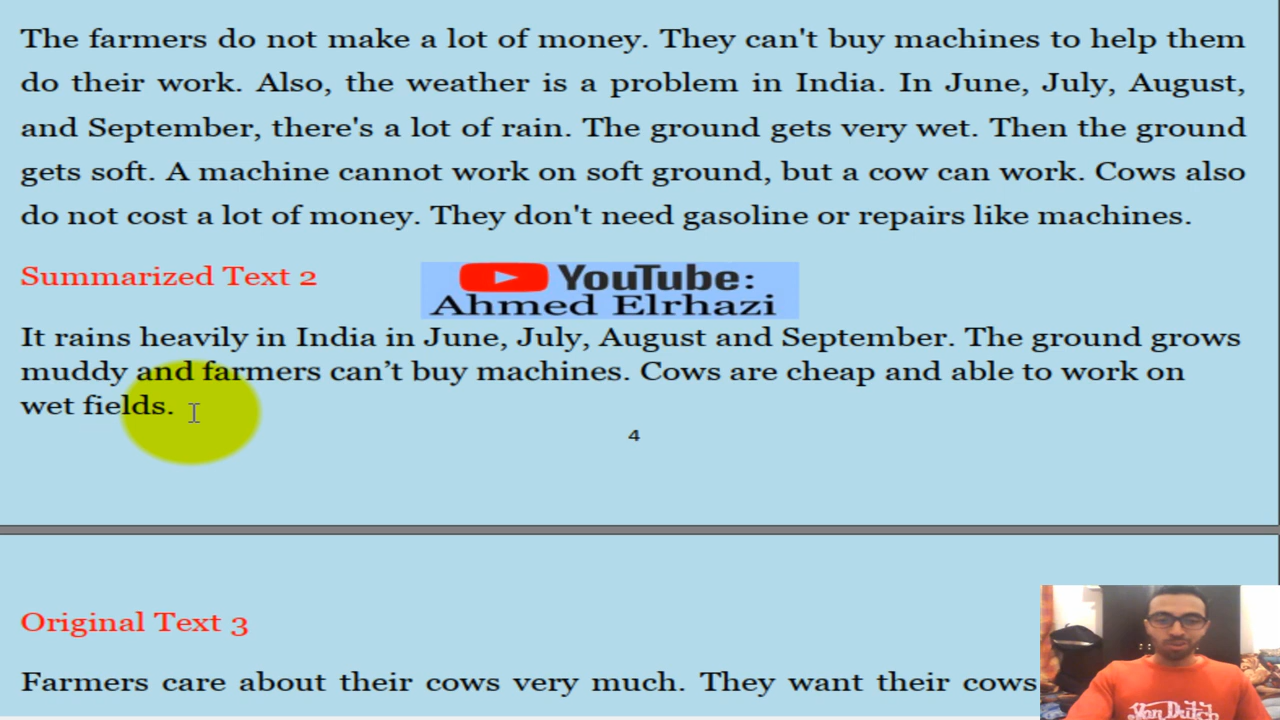 The farmers do not make a lot of money. They can't buy machines to help them
do their work. Also, the weather is a problem in India. In June, July, August,
and September, there's a lot of rain. The ground gets very wet. Then the ground
gets soft. A machine cannot work on soft ground, but a cow can work. Cows also
do not cost a lot of money. They don't need gasoline or repairs like machines.
Summarized Text 2
YouTube:
Ahmed Elrhazi
It rains heavily in India in June, July, August and September. The ground grows
muddy and farmers can’t buy machines. Cows are cheap and able to work on
wet fields.
4
Original Text 3
Farmers care about their cows very much. They want their cows
Von Dutch